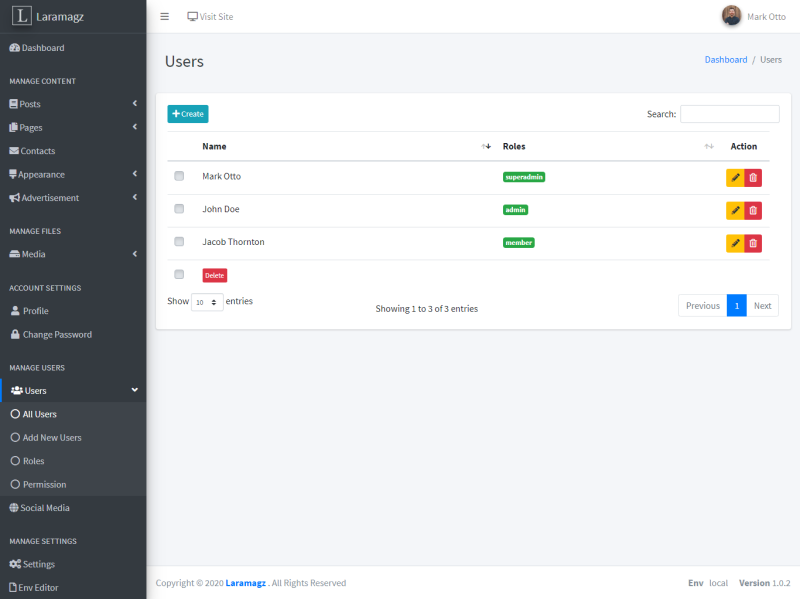 L Laramagz
Visit Site
Mark Otto
Dashboard
MANAGE CONTENT
Posts
Pages
Contacts
Appearance
Advertisement
MANAGE FILES
Media
ACCOUNT SETTINGS
Profile
Change Password
MANAGE USERS
Users
All Users
Add New Users
Roles
Permission
Social Media
MANAGE SETTINGS
Settings
Env Editor
Users
Dashboard / Users
Create
Search:
Name Roles Action
Mark Otto superadmin
John Doe admin
Jacob Thornton member
Delete
Show 10 entries
Showing 1 to 3 of 3 entries
Previous 1 Next
Copyright © 2020 Laramagz . All Rights Reserved
Env local Version 1.0.2